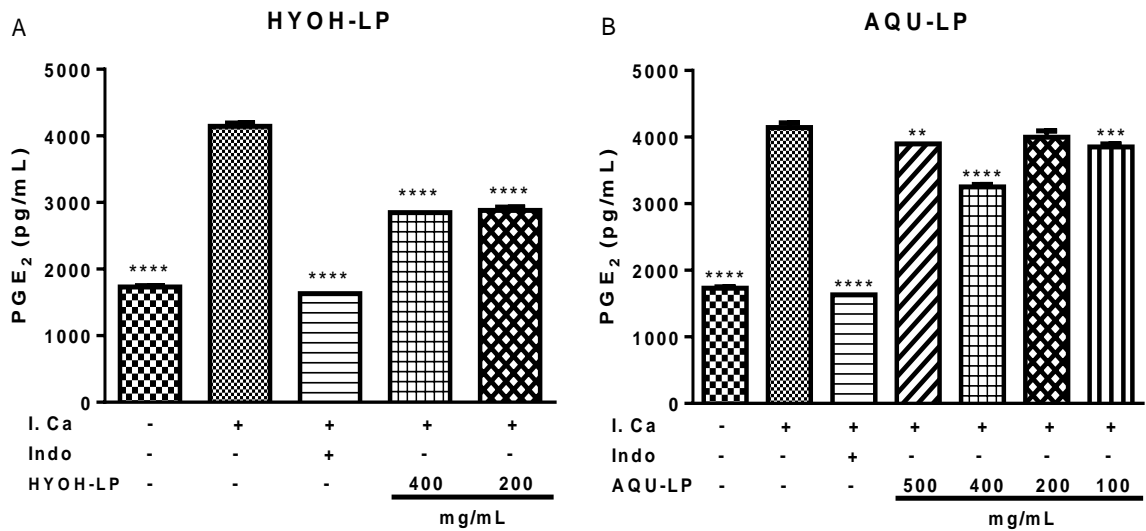 A
HYOH-LP
PGE2 (pg/mL)
5000
4000
3000
2000
1000
0
****
****
****
****
I. Ca - + + + +
Indo - - + - -
HYOH-LP - - - 400 200
mg/mL
B
AQU-LP
PGE2 (pg/mL)
5000
4000
3000
2000
1000
0
****
****
**
****
***
I. Ca - + + + + + +
Indo - - + - - - -
AQU-LP - - - 500 400 200 100
mg/mL